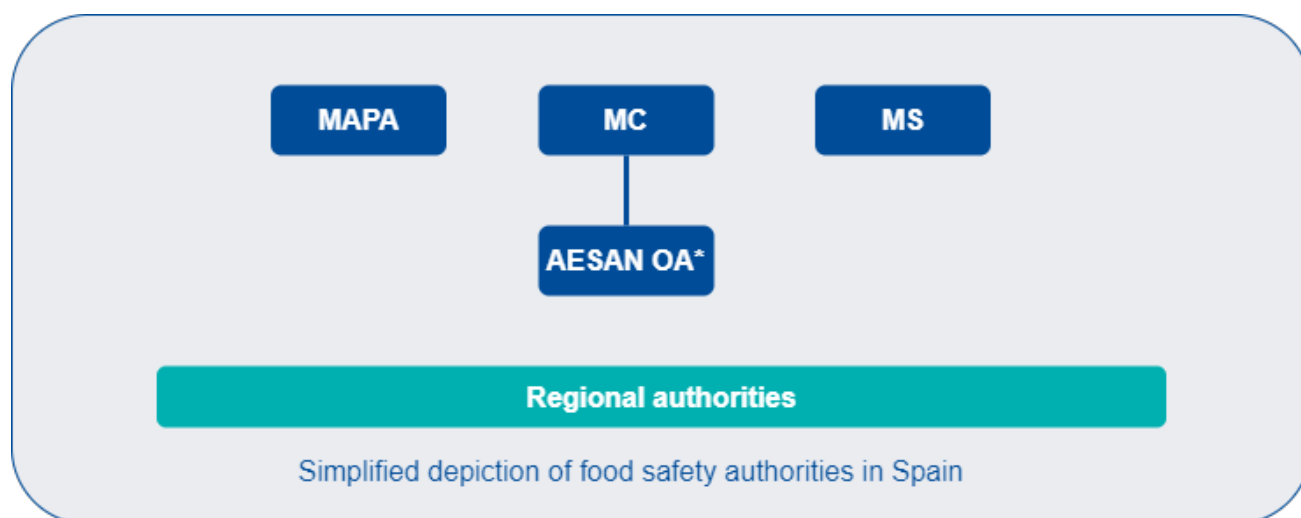 MAPA
MC
MS
AESAN OA*
Regional authorities
Simplified depiction of food safety authorities in Spain